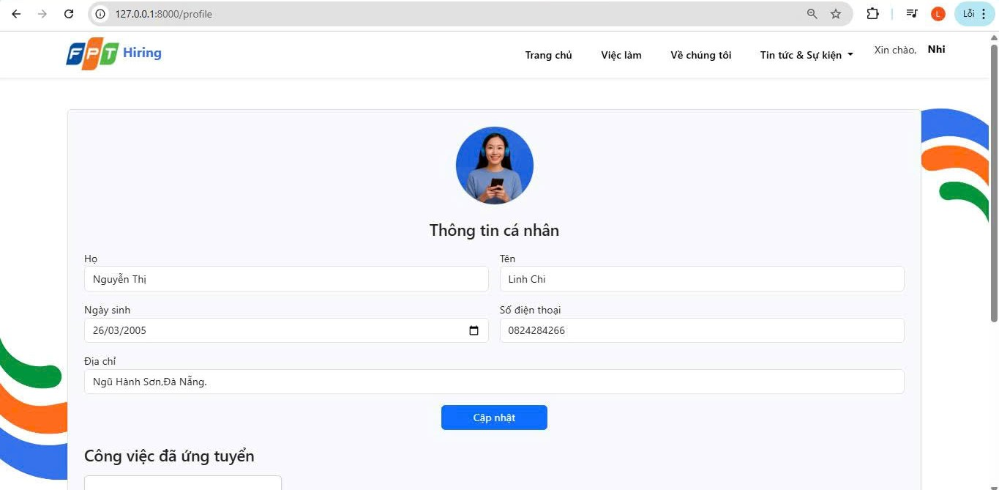 127.0.0.1:8000/profile
L
Lỗi
FPT Hiring
Trang chủ Việc làm Về chúng tôi Tin tức & Sự kiện Xin chào, Nhi
Thông tin cá nhân
Họ Tên
Nguyễn Thị Linh Chi
Ngày sinh Số điện thoại
26/03/2005 0824284266
Địa chỉ
Ngũ Hành Sơn,Đà Nẵng.
Cập nhật
Công việc đã ứng tuyển